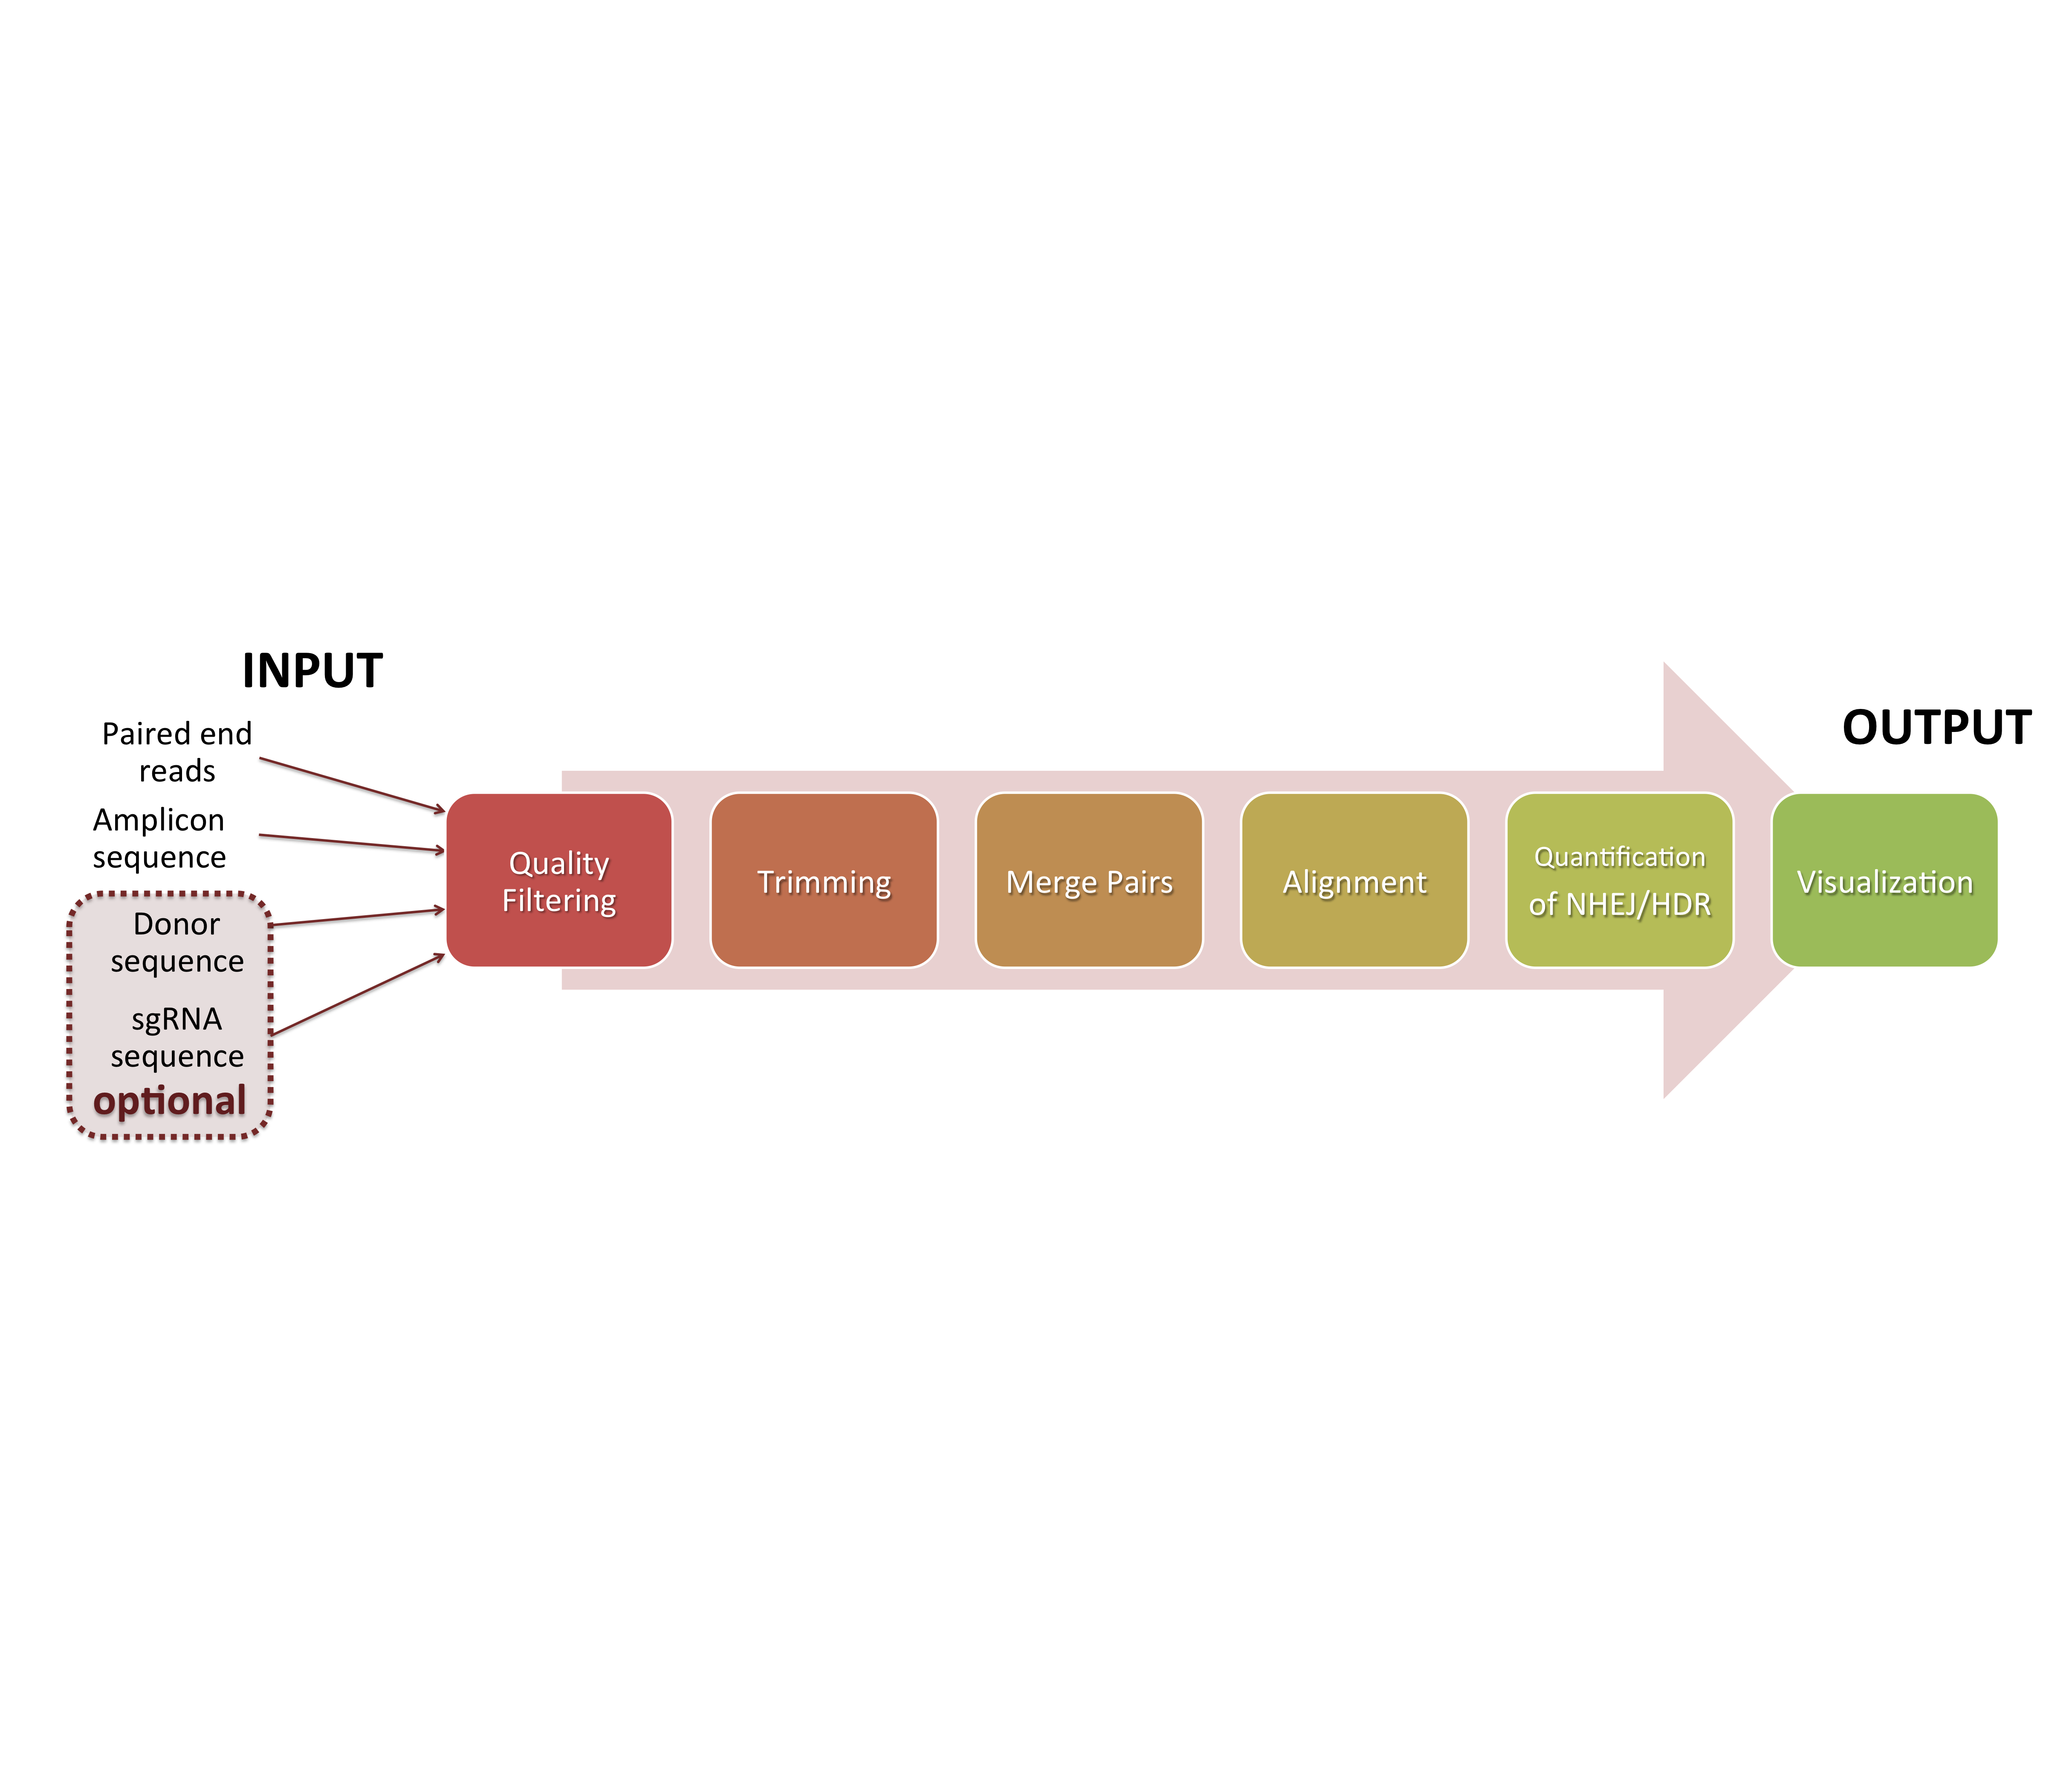 INPUT
Paired end
reads
Amplicon
sequence
Donor
sequence
sgRNA
sequence
optional
Quality
Filtering
Trimming
Merge Pairs
Alignment
Quantification
of NHEJ/HDR
OUTPUT
Visualization